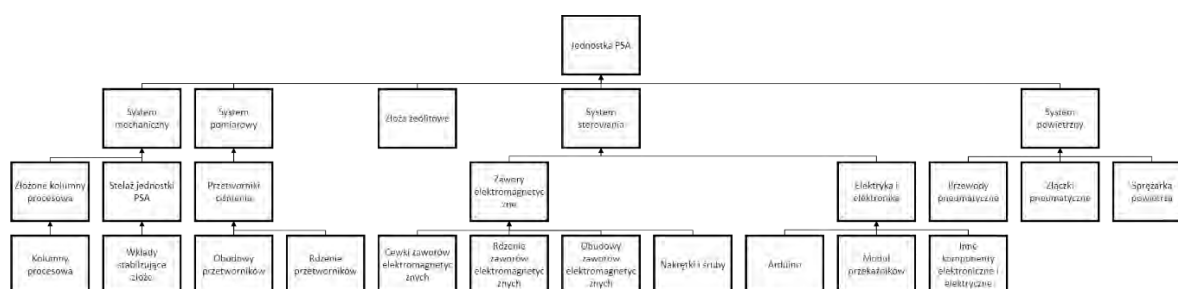 Jednostka PSA
System
mechaniczny
System
pomiarowy
Złoża zeolitowe
System
sterowania
System
powietrzny
Złożone kolumny
procesowa
Stelaż jednostki
PSA
Przetworniki
ciśnienia
Zawory
elektromagnetyc
zne
Elektryka i
elektronika
Przewody
pneumatyczne
Złączki
pneumatyczne
Sprężarka
powietrza
Kolumny
procesowa
Wkłady
stabilizujące
złoże
Obudowy
przetworników
Rdzenie
przetworników
Cewki zaworów
elektromagnetyc
znych
Rdzenie
zaworów
elektromagnetyc
znych
Obudowy
zaworów
elektromagnetyc
znych
Nakrętki i śruby
Arduino
Moduł
przekaźników
Inne
komponenty
elektroniczne i
elektryczne